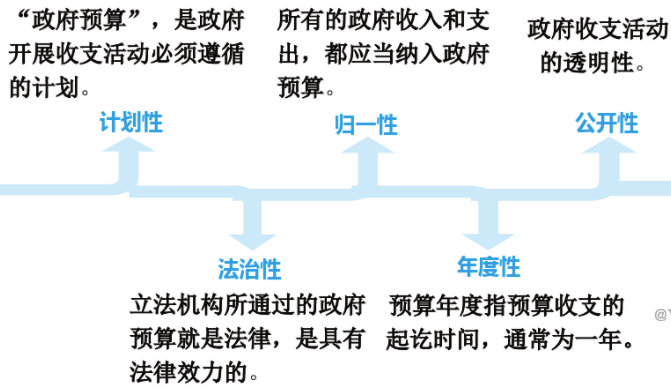 “政府预算”，是政府
开展收支活动必须遵循
的计划。
计划性
所有的政府收入和支
出，都应当纳入政府
预算。
归一性
政府收支活动
的透明性。
公开性
法治性
立法机构所通过的政府
预算就是法律，是具有
法律效力的。
年度性
预算年度指预算收支的
起讫时间，通常为一年。